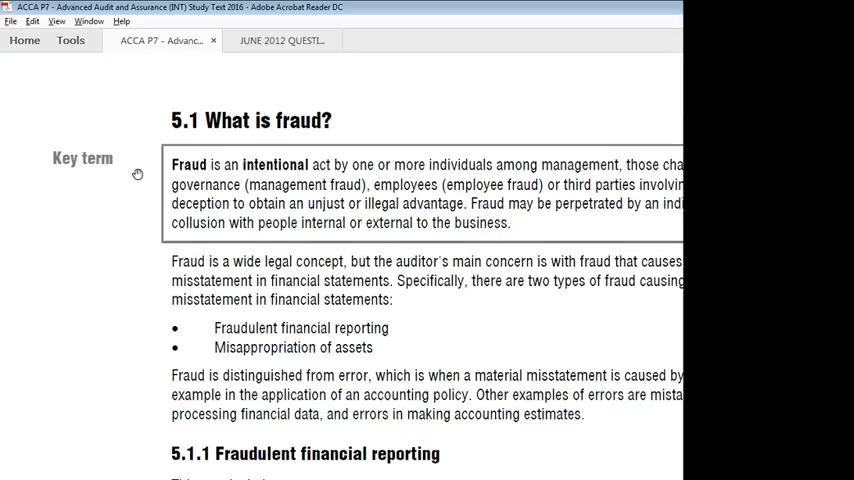 ACCA P7 - Advanced Audit and Assurance (INT) Study Text 2016 - Adobe Acrobat Reader DC
File Edit View Window Help
Home Tools ACCA P7 - Advanc... × JUNE 2012 QUESTI...
5.1 What is fraud?
Key term
Fraud is an intentional act by one or more individuals among management, those cha
governance (management fraud), employees (employee fraud) or third parties involvin
deception to obtain an unjust or illegal advantage. Fraud may be perpetrated by an indi
collusion with people internal or external to the business.
Fraud is a wide legal concept, but the auditor's main concern is with fraud that causes
misstatement in financial statements. Specifically, there are two types of fraud causing
misstatement in financial statements:
• Fraudulent financial reporting
• Misappropriation of assets
Fraud is distinguished from error, which is when a material misstatement is caused by
example in the application of an accounting policy. Other examples of errors are mista
processing financial data, and errors in making accounting estimates.
5.1.1 Fraudulent financial reporting